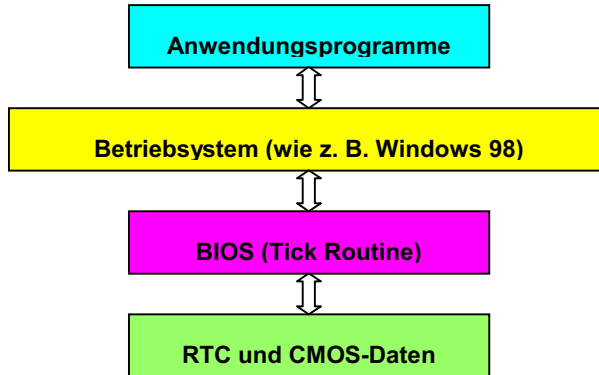 Anwendungsprogramme
Betriebsystem (wie z. B. Windows 98)
BIOS (Tick Routine)
RTC und CMOS-Daten